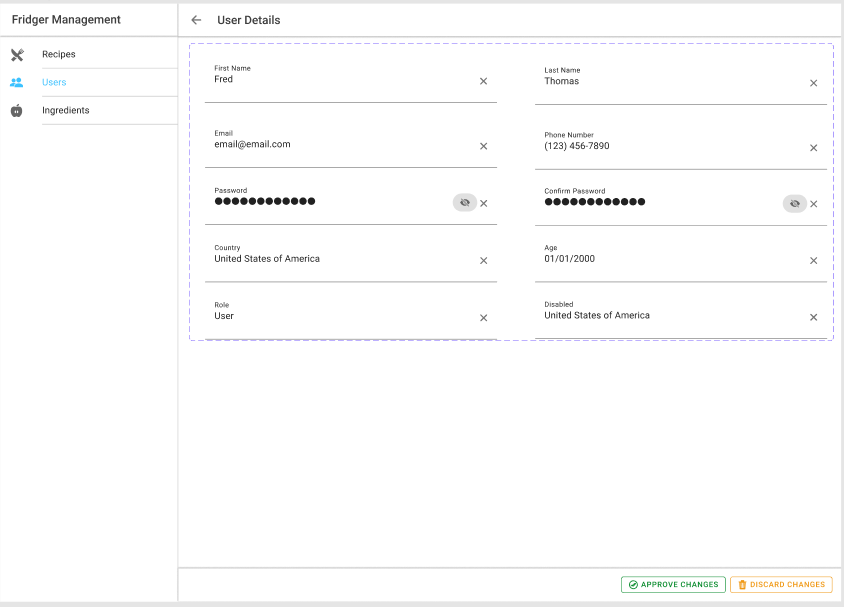 Fridger Management
User Details
Recipes
Users
Ingredients
First Name
Fred
Last Name
Thomas
Email
email@email.com
Phone Number
(123) 456-7890
Password
●●●●●●●●●●●●
Confirm Password
●●●●●●●●●●●●
Country
United States of America
Age
01/01/2000
Role
User
Disabled
United States of America
APPROVE CHANGES
DISCARD CHANGES